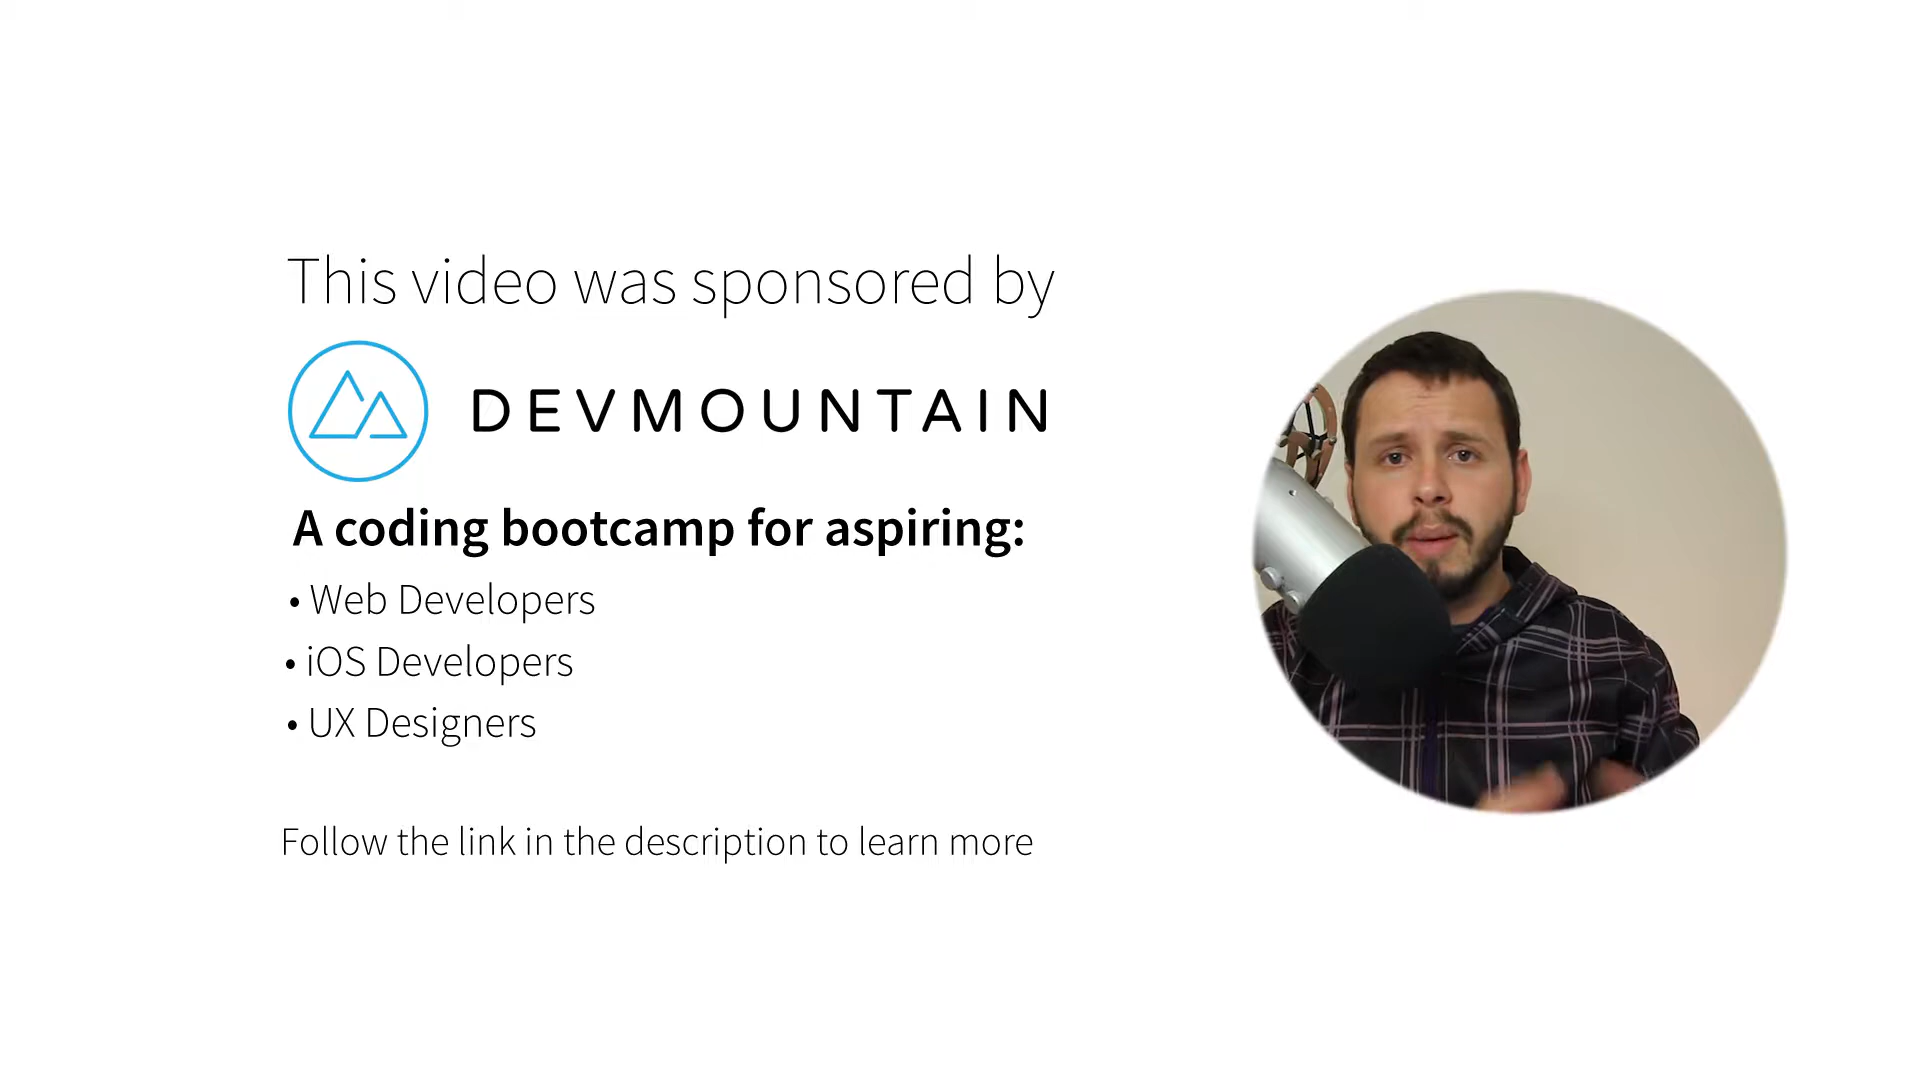 This video was sponsored by
DEVMOUNTAIN
A coding bootcamp for aspiring:
• Web Developers
• iOS Developers
• UX Designers
Follow the link in the description to learn more